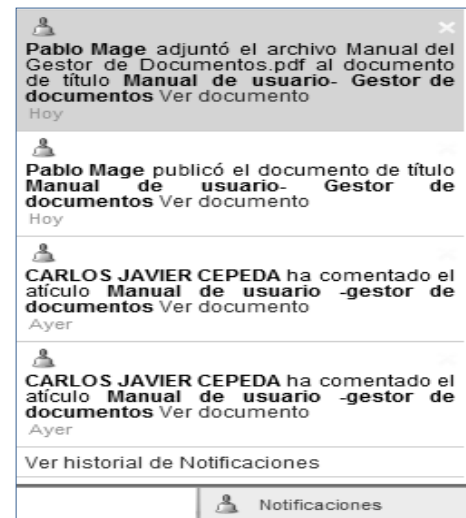 Pablo Mage adjuntó el archivo Manual del
Gestor de Documentos.pdf al documento
de título Manual de usuario- Gestor de
documentos Ver documento
Hoy
Pablo Mage publicó el documento de título
Manual de usuario- Gestor de
documentos Ver documento
Hoy
CARLOS JAVIER CEPEDA ha comentado el
atículo Manual de usuario -gestor de
documentos Ver documento
Ayer
CARLOS JAVIER CEPEDA ha comentado el
atículo Manual de usuario -gestor de
documentos Ver documento
Ayer
Ver historial de Notificaciones
Notificaciones